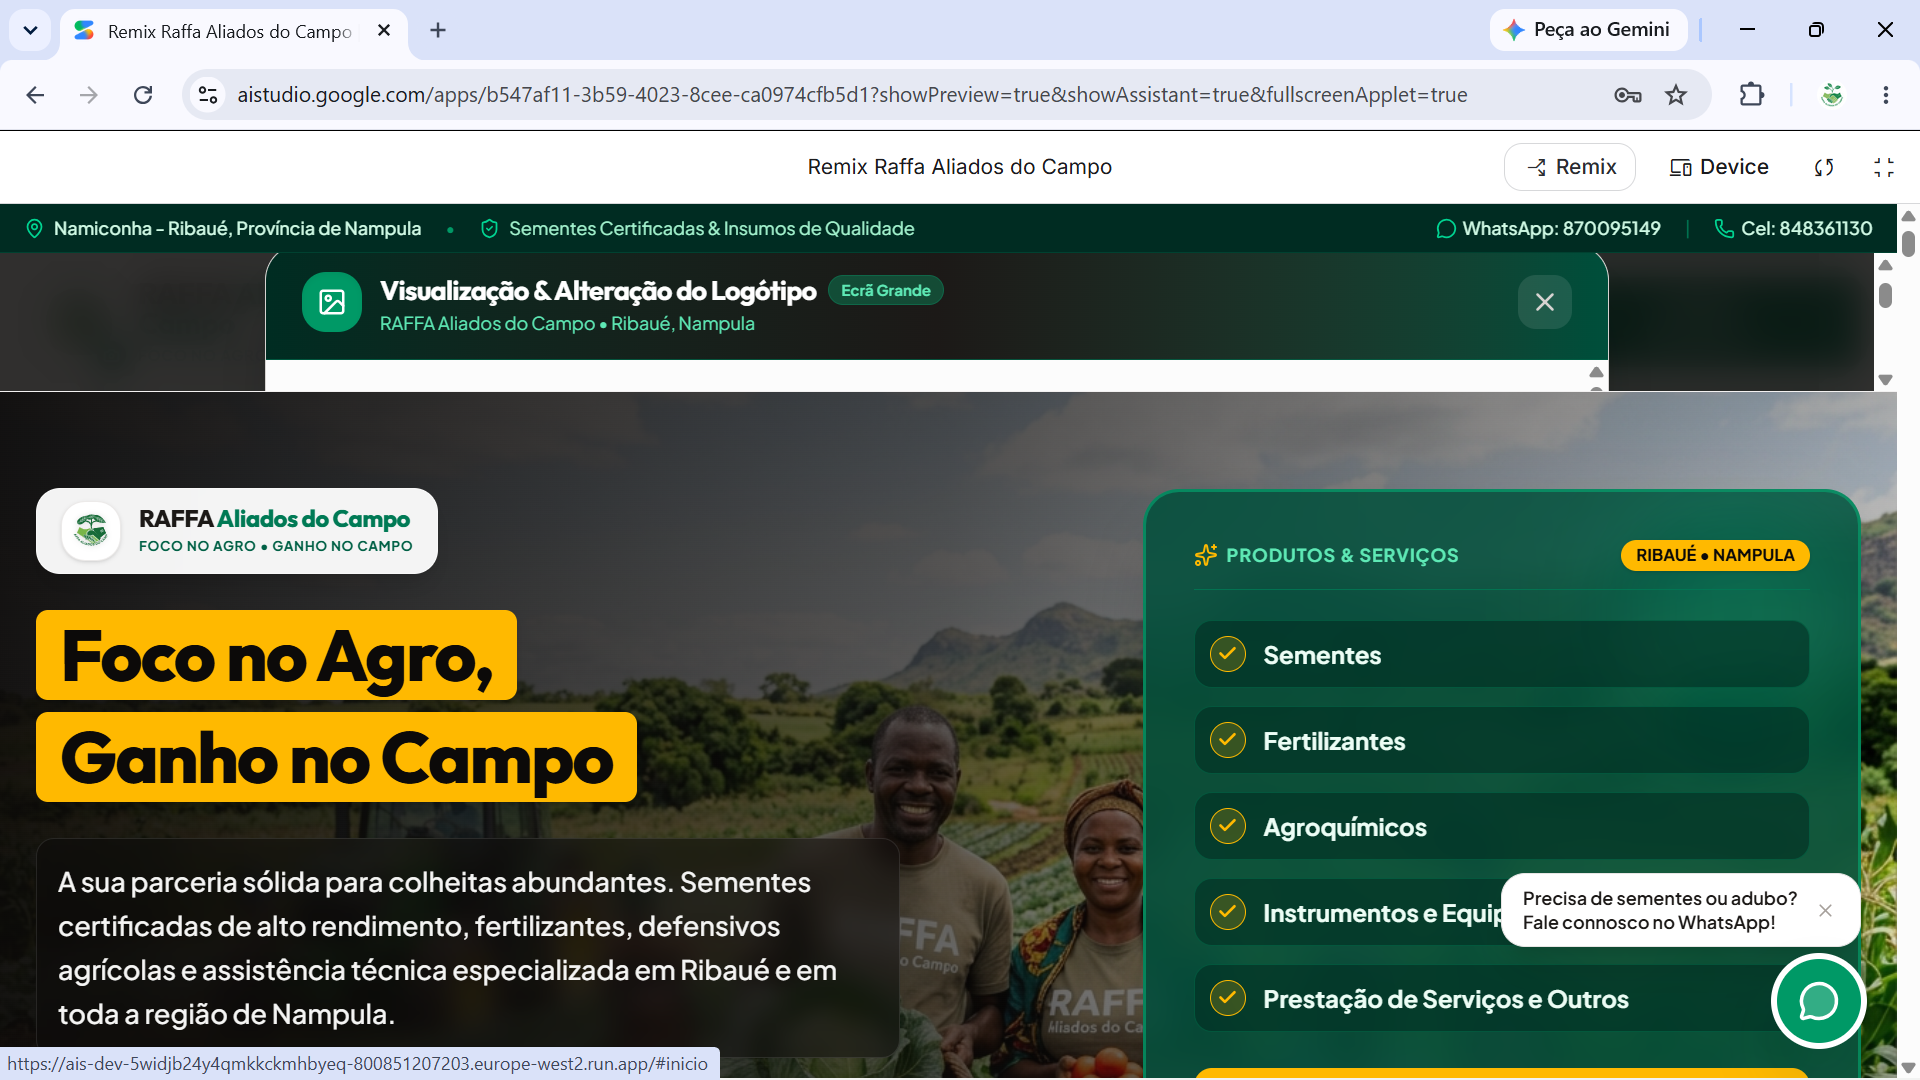 Remix Raffa Aliados do Campo
Peça ao Gemini
aistudio.google.com/apps/b547af11-3b59-4023-8cee-ca0974cfb5d1?showPreview=true&showAssistant=true&fullscreenApplet=true
Remix Raffa Aliados do Campo
Remix
Device
Namiconha - Ribaué, Província de Nampula
•
Sementes Certificadas & Insumos de Qualidade
WhatsApp: 870095149
Cel: 848361130
Visualização & Alteração do Logótipo
Ecrã Grande
RAFFA Aliados do Campo • Ribaué, Nampula
RAFFA Aliados do Campo
FOCO NO AGRO • GANHO NO CAMPO
Foco no Agro,
Ganho no Campo
A sua parceria sólida para colheitas abundantes. Sementes
certificadas de alto rendimento, fertilizantes, defensivos
agrícolas e assistência técnica especializada em Ribaué e em
toda a região de Nampula.
PRODUTOS & SERVIÇOS
RIBAUÉ • NAMPULA
Sementes
Fertilizantes
Agroquímicos
Instrumentos e Equip
Prestação de Serviços e Outros
Precisa de sementes ou adubo?
Fale connosco no WhatsApp!
FFA
o Campo
RAFF
Aliados do Ca
https://ais-dev-5widjb24y4qmkkckmhbyeq-800851207203.europe-west2.run.app/#inicio